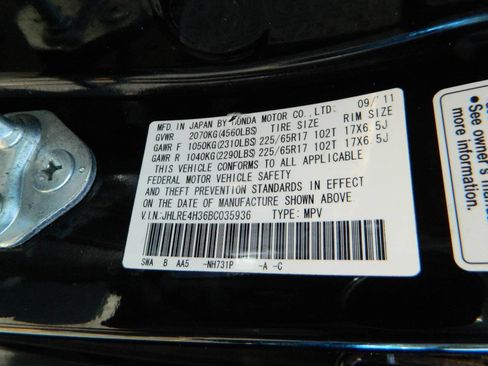 MFD. IN JAPAN BY HONDA MOTOR CO., LTD. 09/11
GVWR 2070KG(4560LBS) TIRE SIZE RIM SIZE
GAWR F 1050KG(2310LBS) 225/65R17 102T 17X6.5J
GAWR R 1040KG(2290LBS) 225/65R17 102T 17X6.5J
THIS VEHICLE CONFORMS TO ALL APPLICABLE
FEDERAL MOTOR VEHICLE SAFETY
AND THEFT PREVENTION STANDARDS IN EFFECT
ON THE DATE OF MANUFACTURE SHOWN ABOVE.
V.I.N:JHLRE4H36BC035936 TYPE: MPV
SWA B AA5 -NH731P -A -C
• See
more information.